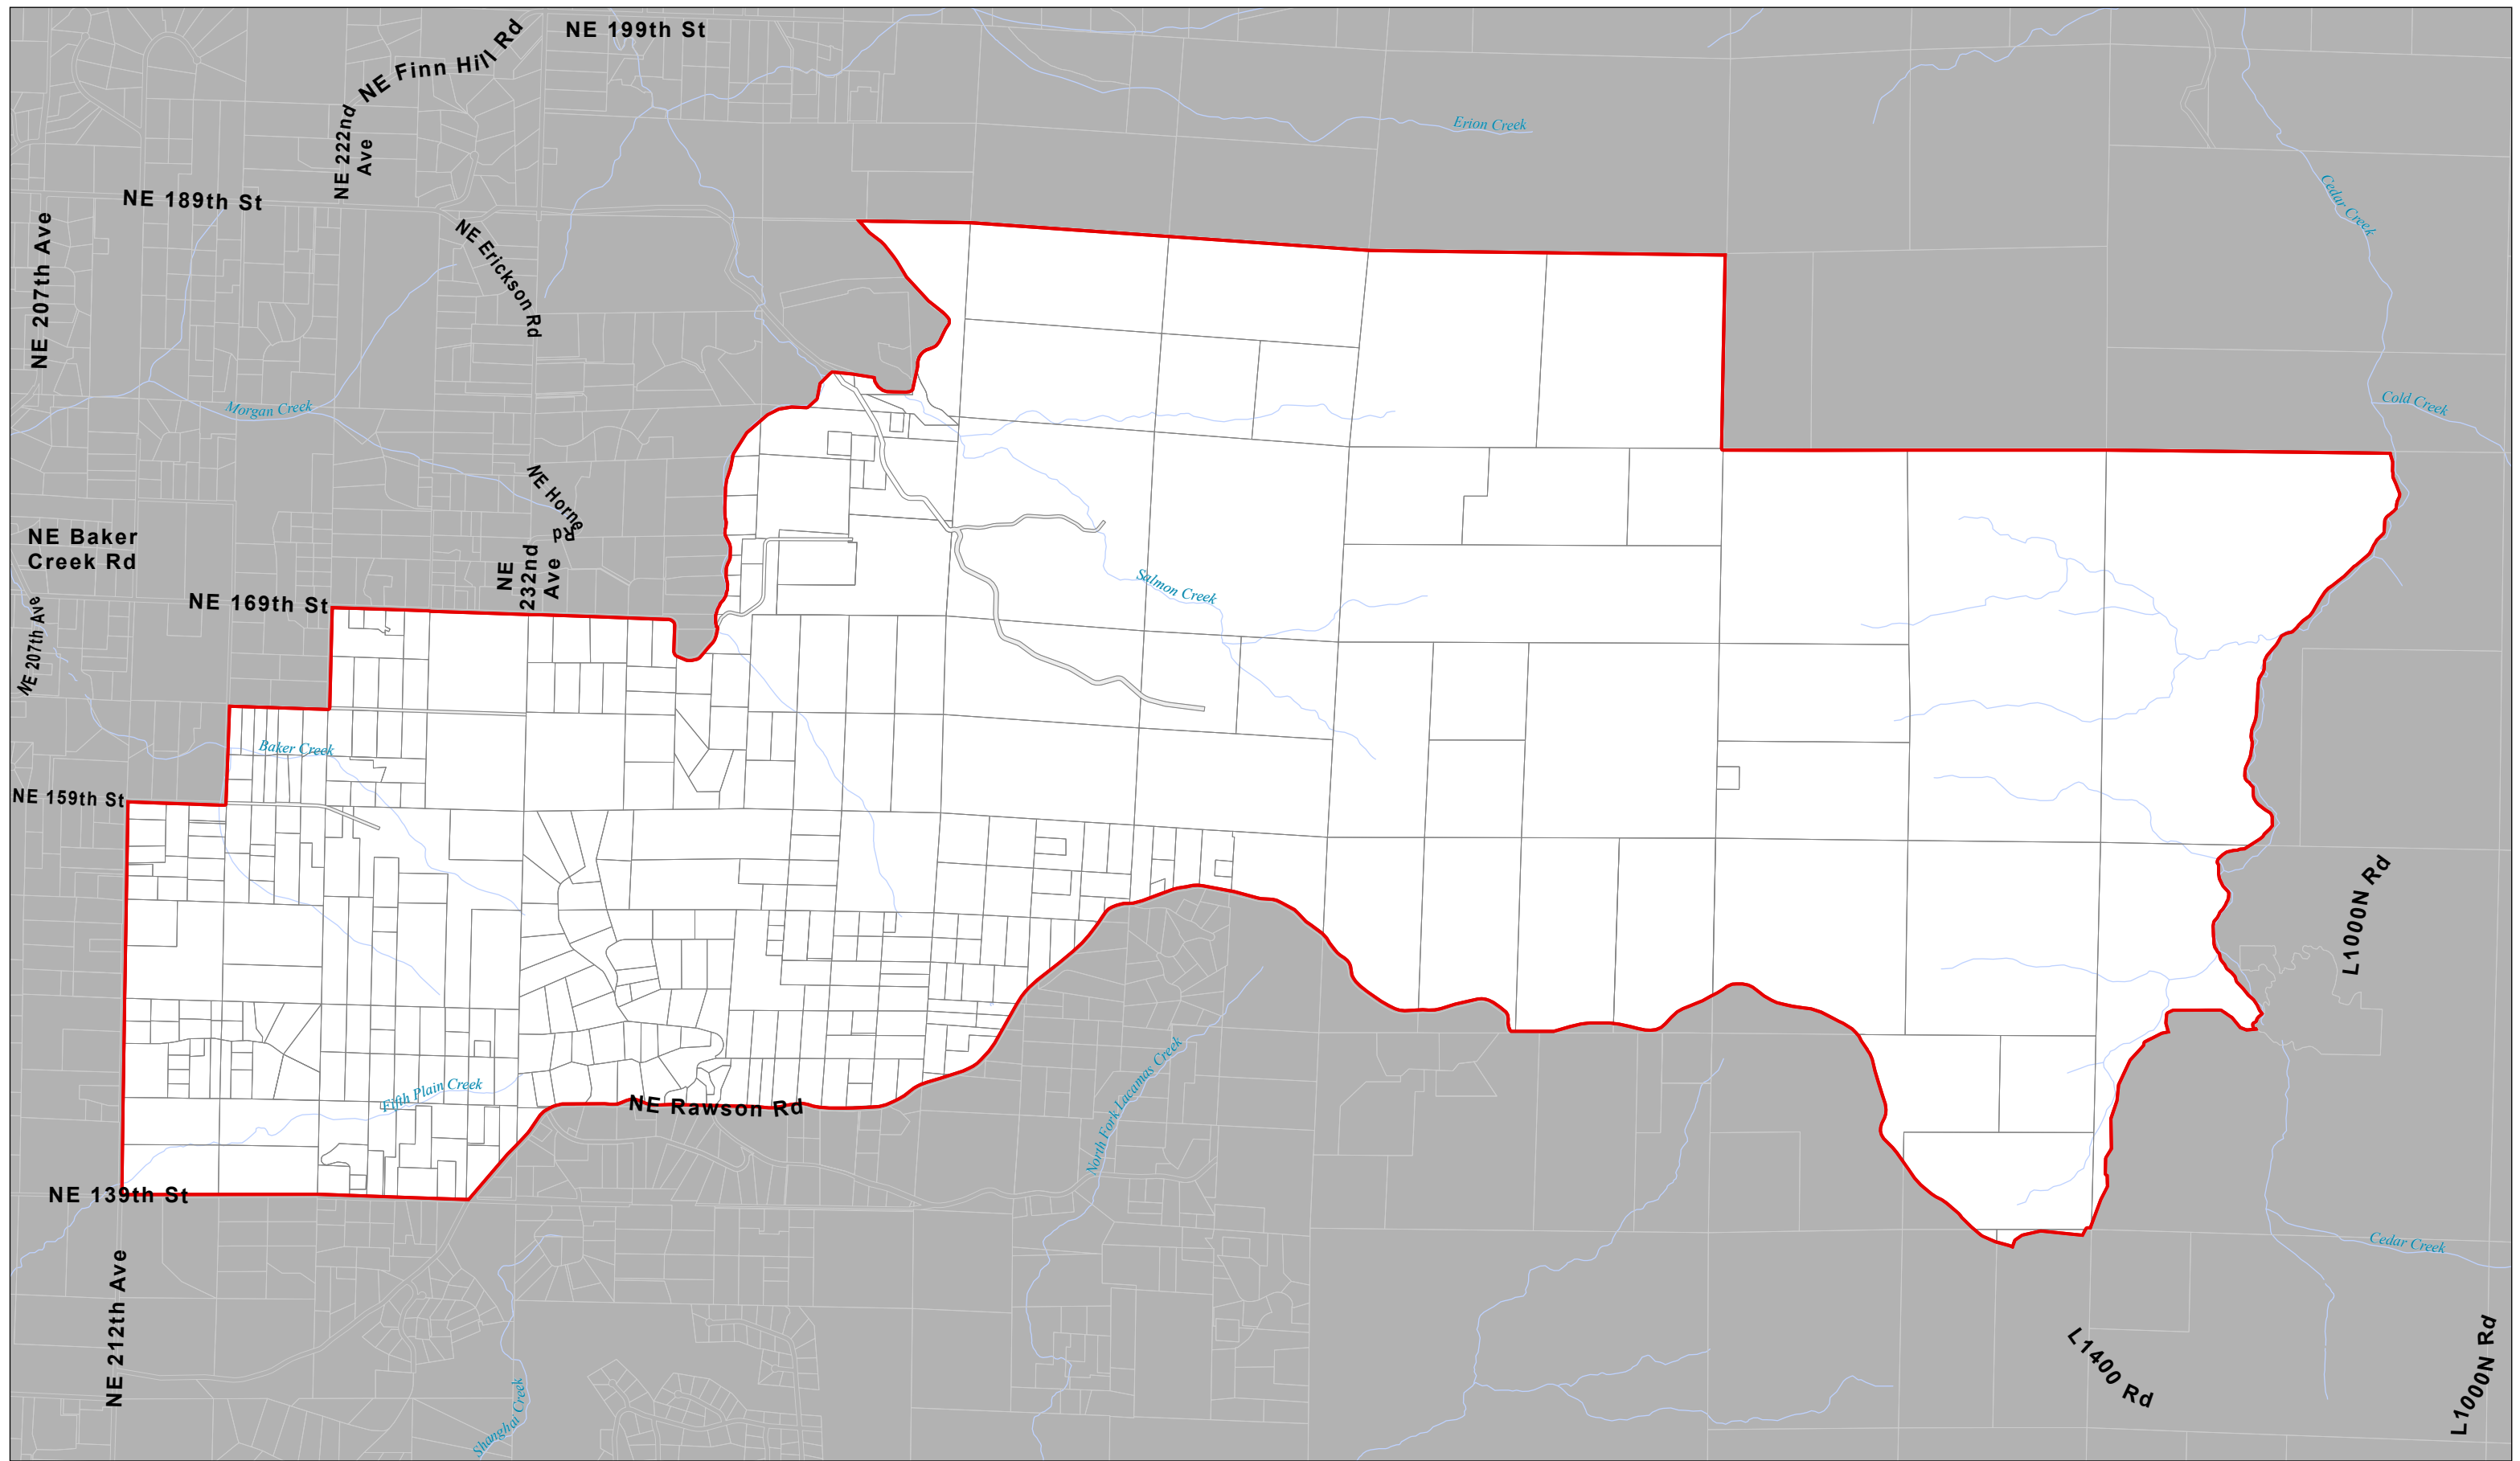 NE 199th St
NE Finn Hill Rd
Erion Creek
NE 222nd
Ave
Cedar Creek
NE 189th St
NE Erickson Rd
NE 207th Ave
Cold Creek
Morgan Creek
NE Horne
Rd
NE Baker
Creek Rd
NE
232nd
Ave
Salmon Creek
NE 169th St
NE 207th Ave
Baker Creek
NE 159th St
L1000N Rd
North Fork Lacamas Creek
Fifth Plain Creek
NE Rawson Rd
NE 139th St
Cedar Creek
NE 212th Ave
L1400 Rd
L1000N Rd
Shanghai Creek